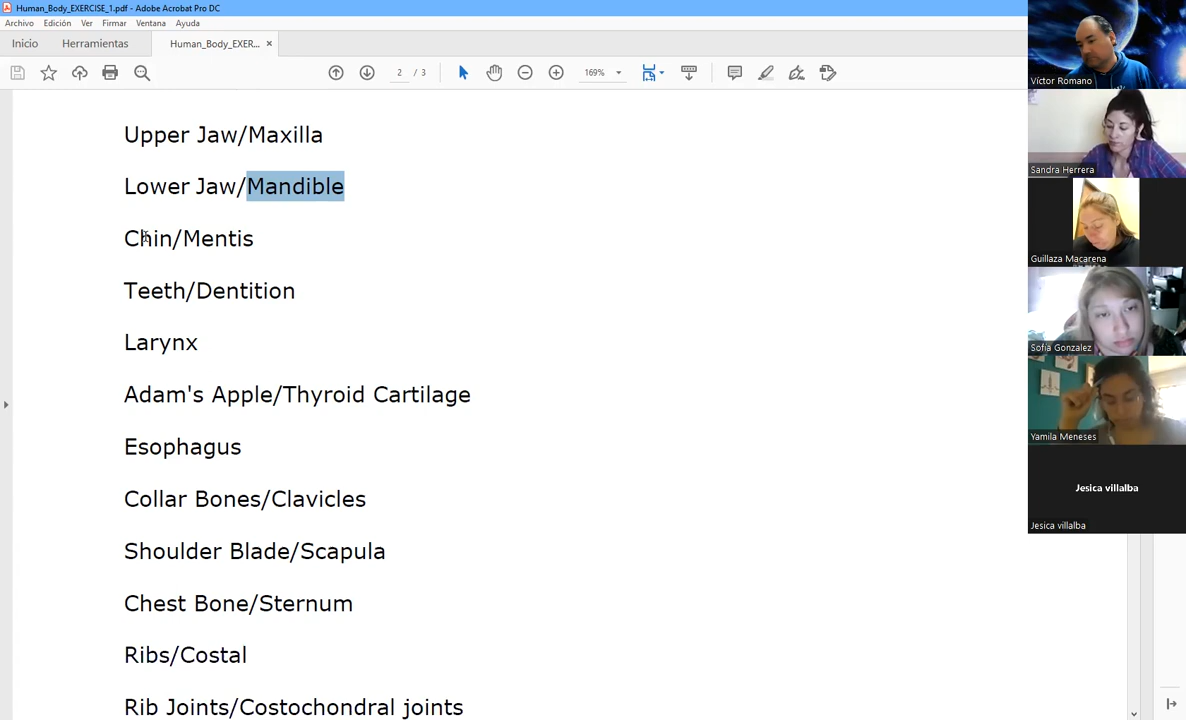 Human_Body_EXERCISE_1.pdf - Adobe Acrobat Pro DC
Archivo Edición Ver Firmar Ventana Ayuda
Inicio Herramientas Human_Body_EXER... ×
2 / 3 169%
Upper Jaw/Maxilla
Lower Jaw/Mandible
Chin/Mentis
Teeth/Dentition
Larynx
Adam's Apple/Thyroid Cartilage
Esophagus
Collar Bones/Clavicles
Shoulder Blade/Scapula
Chest Bone/Sternum
Ribs/Costal
Rib Joints/Costochondral joints
Víctor Romano
Sandra Herrera
Guillaza Macarena
Sofía Gonzalez
Yamila Meneses
Jesica villalba
Jesica villalba